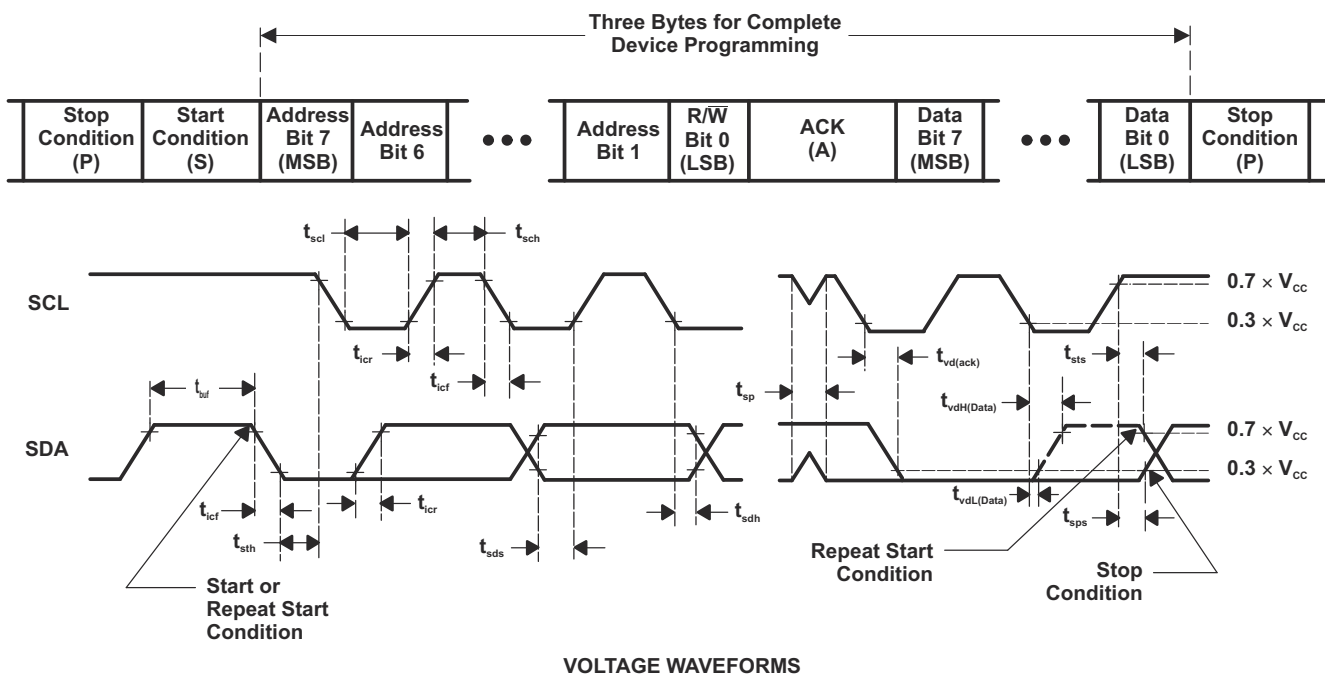 Three Bytes for Complete
Device Programming
Stop
Condition
(P)
Start
Condition
(S)
Address
Bit 7
(MSB)
Address
Bit 6
•••
Address
Bit 1
R/W̅
Bit 0
(LSB)
ACK
(A)
Data
Bit 7
(MSB)
•••
Data
Bit 0
(LSB)
Stop
Condition
(P)
tscl
tsch
SCL
0.7 × VCC
0.3 × VCC
ticr
ticf
tvd(ack)
tsts
tbuf
tsp
tvdH(Data)
SDA
0.7 × VCC
0.3 × VCC
ticf
ticr
tsth
tsds
tsdh
tvdL(Data)
tsps
Start or
Repeat Start
Condition
Repeat Start
Condition
Stop
Condition
VOLTAGE WAVEFORMS